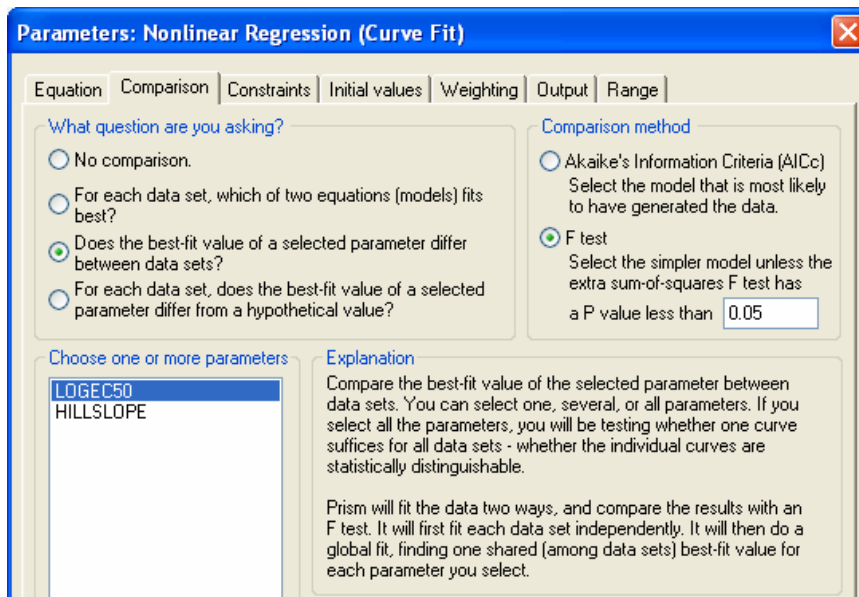 Parameters: Nonlinear Regression (Curve Fit)
Equation
Comparison
Constraints
Initial values
Weighting
Output
Range
What question are you asking?
No comparison.
For each data set, which of two equations (models) fits
best?
Does the best-fit value of a selected parameter differ
between data sets?
For each data set, does the best-fit value of a selected
parameter differ from a hypothetical value?
Comparison method
Akaike's Information Criteria (AICc)
Select the model that is most likely
to have generated the data.
F test
Select the simpler model unless the
extra sum-of-squares F test has
a P value less than 0.05
Choose one or more parameters
LOGEC50
HILLSLOPE
Explanation
Compare the best-fit value of the selected parameter between
data sets. You can select one, several, or all parameters. If you
select all the parameters, you will be testing whether one curve
suffices for all data sets - whether the individual curves are
statistically distinguishable.
Prism will fit the data two ways, and compare the results with an
F test. It will first fit each data set independently. It will then do a
global fit, finding one shared (among data sets) best-fit value for
each parameter you select.